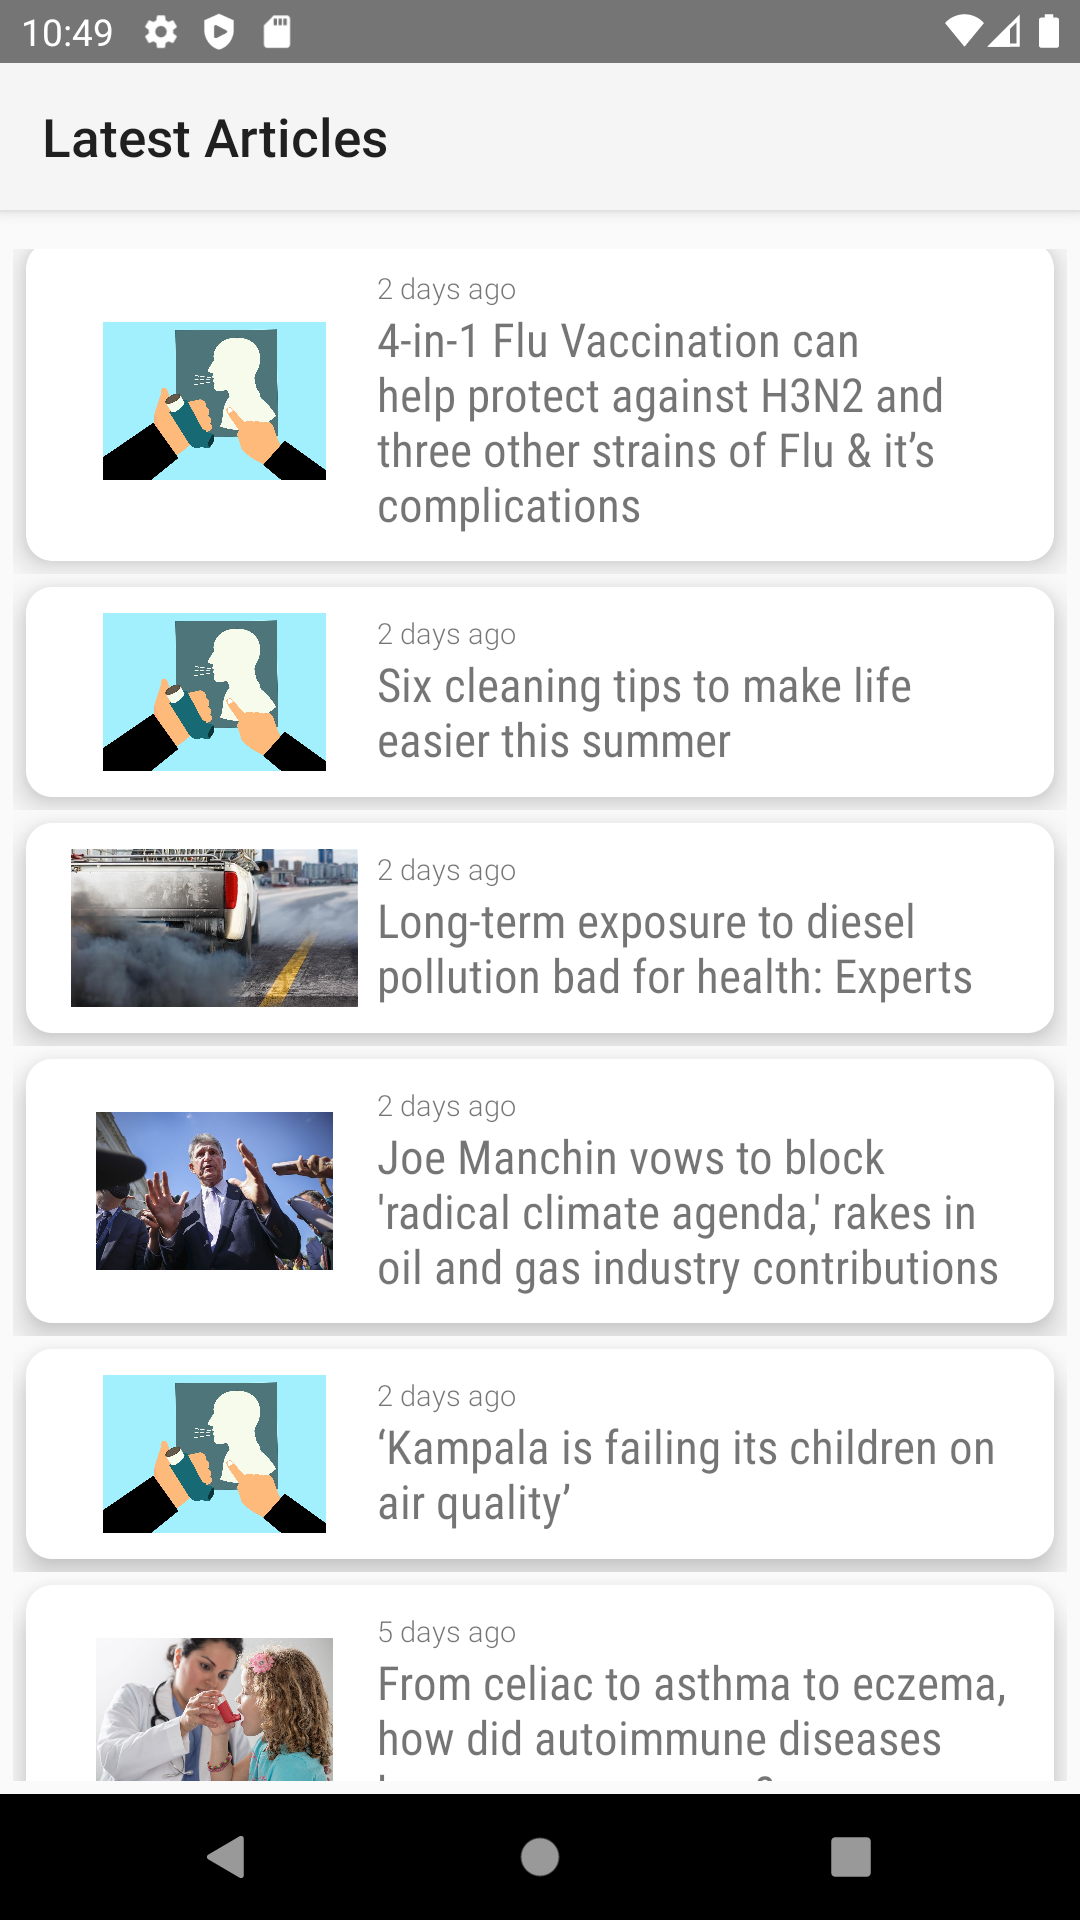 10:49
Latest Articles
2 days ago
4-in-1 Flu Vaccination can
help protect against H3N2 and
three other strains of Flu & it’s
complications
2 days ago
Six cleaning tips to make life
easier this summer
2 days ago
Long-term exposure to diesel
pollution bad for health: Experts
2 days ago
Joe Manchin vows to block
'radical climate agenda,' rakes in
oil and gas industry contributions
2 days ago
‘Kampala is failing its children on
air quality’
5 days ago
From celiac to asthma to eczema,
how did autoimmune diseases